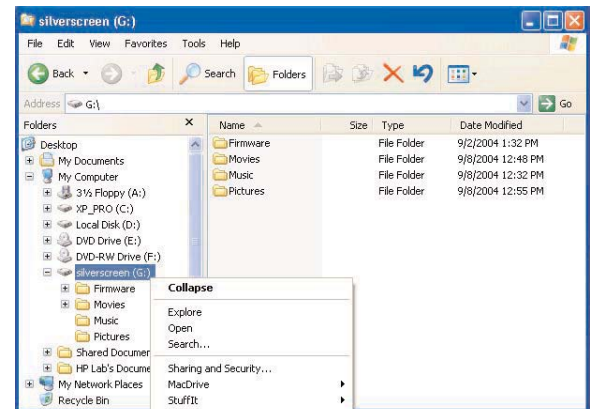 silverscreen (G:)
File Edit View Favorites Tools Help
Back Search Folders
Address G:\ Go
Folders x Name Size Type Date Modified
Desktop
My Documents
My Computer
3½ Floppy (A:)
XP_PRO (C:)
Local Disk (D:)
DVD Drive (E:)
DVD-RW Drive (F:)
silverscreen (G:)
Firmware
Movies
Music
Pictures
Shared Documen
HP Lab's Docume
My Network Places
Recycle Bin
Firmware File Folder 9/2/2004 1:32 PM
Movies File Folder 9/8/2004 12:48 PM
Music File Folder 9/8/2004 12:32 PM
Pictures File Folder 9/8/2004 12:55 PM
Collapse
Explore
Open
Search...
Sharing and Security...
MacDrive
StuffIt